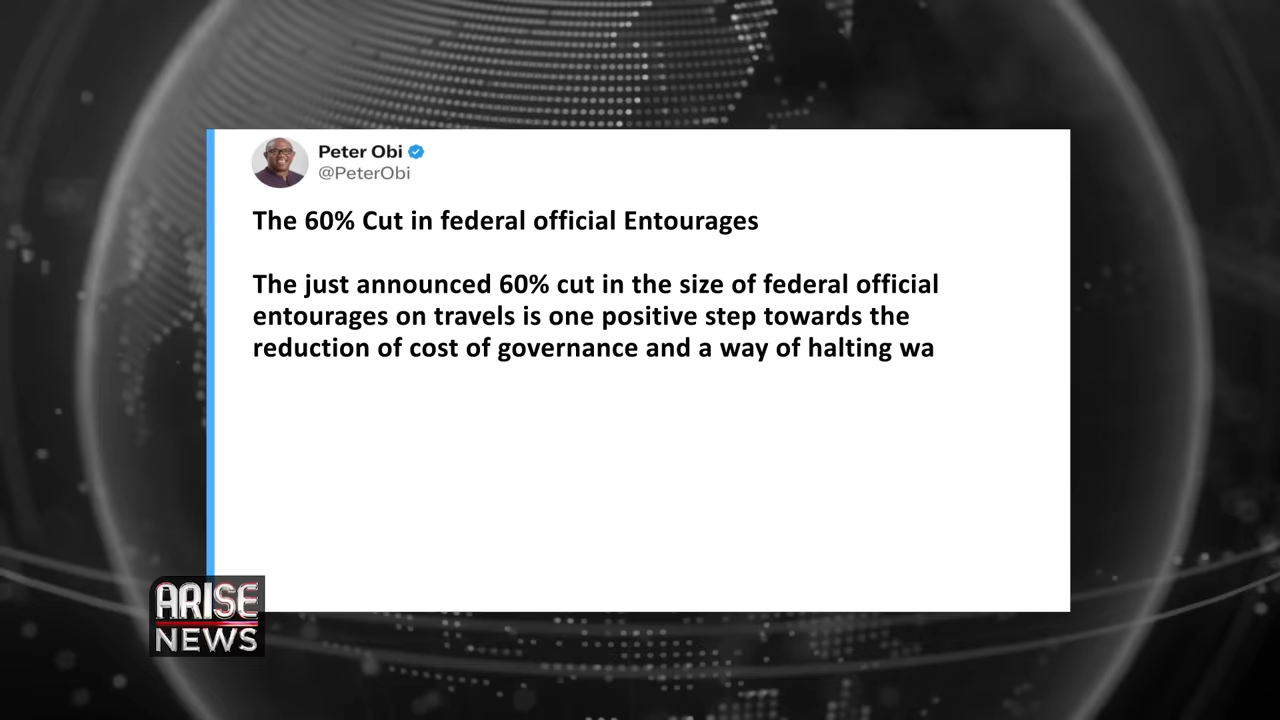 Peter Obi
@PeterObi
The 60% Cut in federal official Entourages
The just announced 60% cut in the size of federal official
entourages on travels is one positive step towards the
reduction of cost of governance and a way of halting wa
ARISE
NEWS